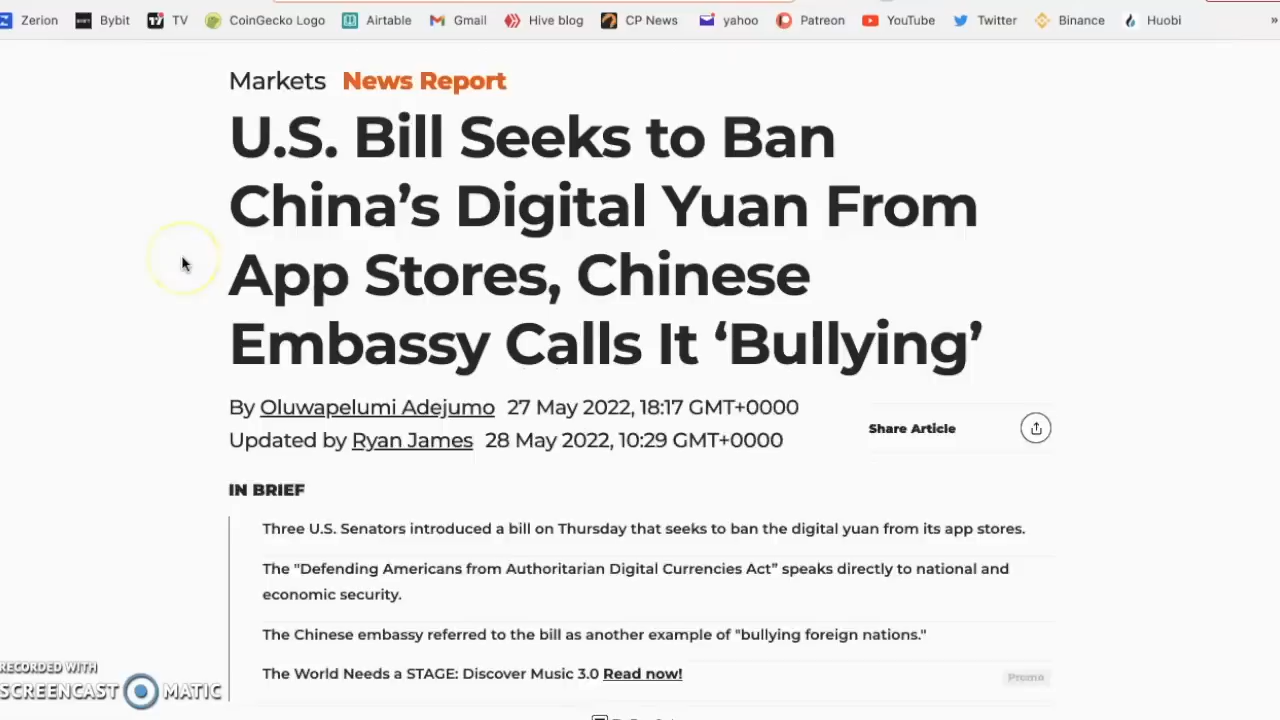 Zerion Bybit TV CoinGecko Logo Airtable Gmail Hive blog CP News yahoo Patreon YouTube Twitter Binance Huobi »
Markets News Report
U.S. Bill Seeks to Ban
China’s Digital Yuan From
App Stores, Chinese
Embassy Calls It ‘Bullying’
By Oluwapelumi Adejumo 27 May 2022, 18:17 GMT+0000
Updated by Ryan James 28 May 2022, 10:29 GMT+0000
Share Article
IN BRIEF
Three U.S. Senators introduced a bill on Thursday that seeks to ban the digital yuan from its app stores.
The "Defending Americans from Authoritarian Digital Currencies Act” speaks directly to national and
economic security.
The Chinese embassy referred to the bill as another example of "bullying foreign nations."
The World Needs a STAGE: Discover Music 3.0 Read now!
Promo
RECORDED WITH
SCREENCAST MATIC